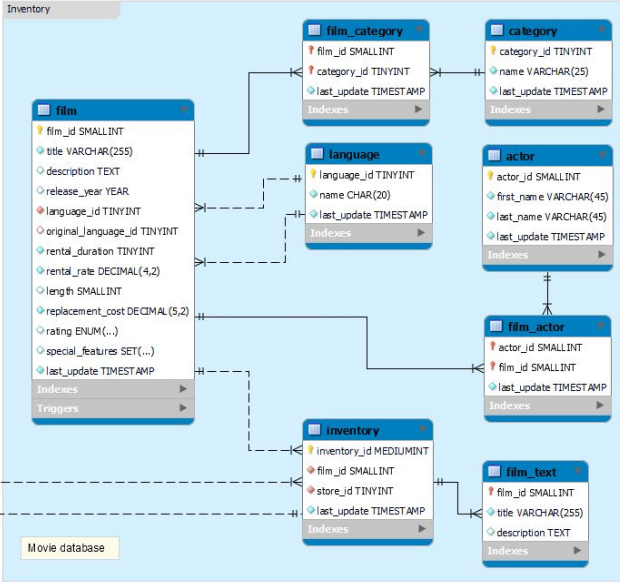 Inventory
film_category
film_id SMALLINT
category_id TINYINT
last_update TIMESTAMP
Indexes
category
category_id TINYINT
name VARCHAR(25)
last_update TIMESTAMP
Indexes
film
film_id SMALLINT
title VARCHAR(255)
description TEXT
release_year YEAR
language_id TINYINT
original_language_id TINYINT
rental_duration TINYINT
rental_rate DECIMAL(4,2)
length SMALLINT
replacement_cost DECIMAL(5,2)
rating ENUM(...)
special_features SET(...)
last_update TIMESTAMP
Indexes
Triggers
language
language_id TINYINT
name CHAR(20)
last_update TIMESTAMP
Indexes
actor
actor_id SMALLINT
first_name VARCHAR(45)
last_name VARCHAR(45)
last_update TIMESTAMP
Indexes
film_actor
actor_id SMALLINT
film_id SMALLINT
last_update TIMESTAMP
Indexes
inventory
inventory_id MEDIUMINT
film_id SMALLINT
store_id TINYINT
last_update TIMESTAMP
Indexes
film_text
film_id SMALLINT
title VARCHAR(255)
description TEXT
Indexes
Movie database